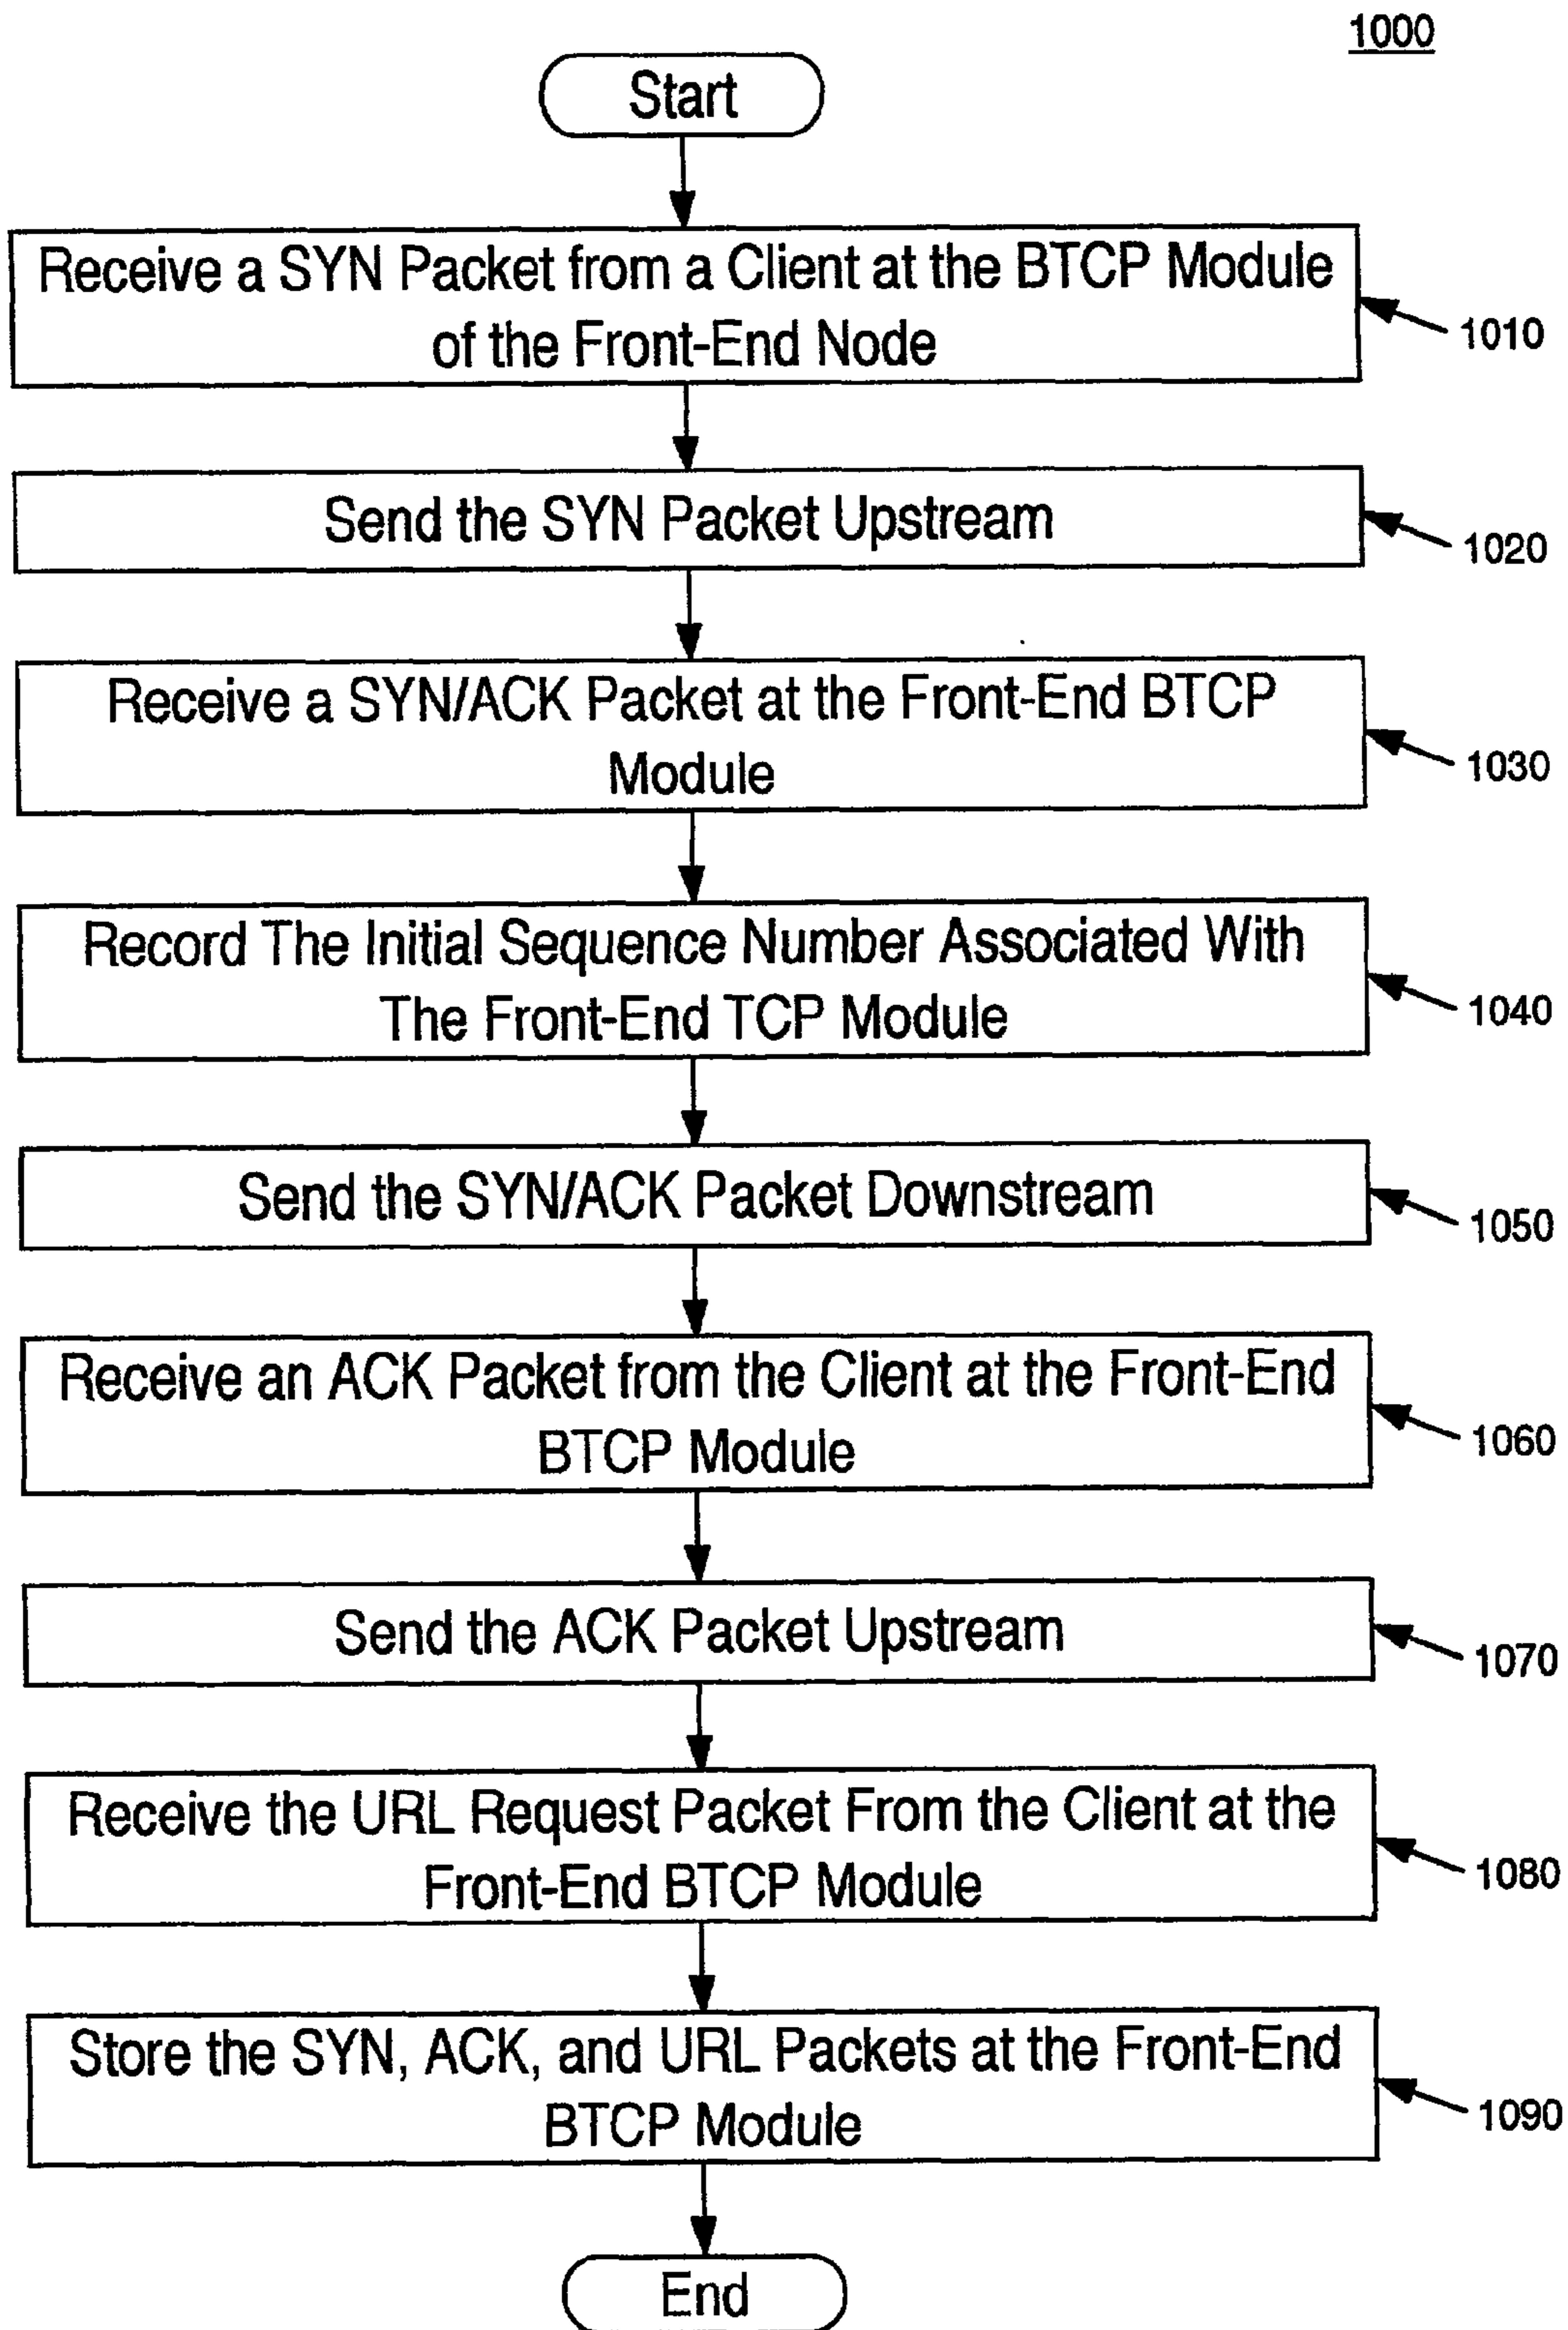 1000
Start
Receive a SYN Packet from a Client at the BTCP Module
of the Front-End Node
1010
Send the SYN Packet Upstream
1020
Receive a SYN/ACK Packet at the Front-End BTCP
Module
1030
Record The Initial Sequence Number Associated With
The Front-End TCP Module
1040
Send the SYN/ACK Packet Downstream
1050
Receive an ACK Packet from the Client at the Front-End
BTCP Module
1060
Send the ACK Packet Upstream
1070
Receive the URL Request Packet From the Client at the
Front-End BTCP Module
1080
Store the SYN, ACK, and URL Packets at the Front-End
BTCP Module
1090
End